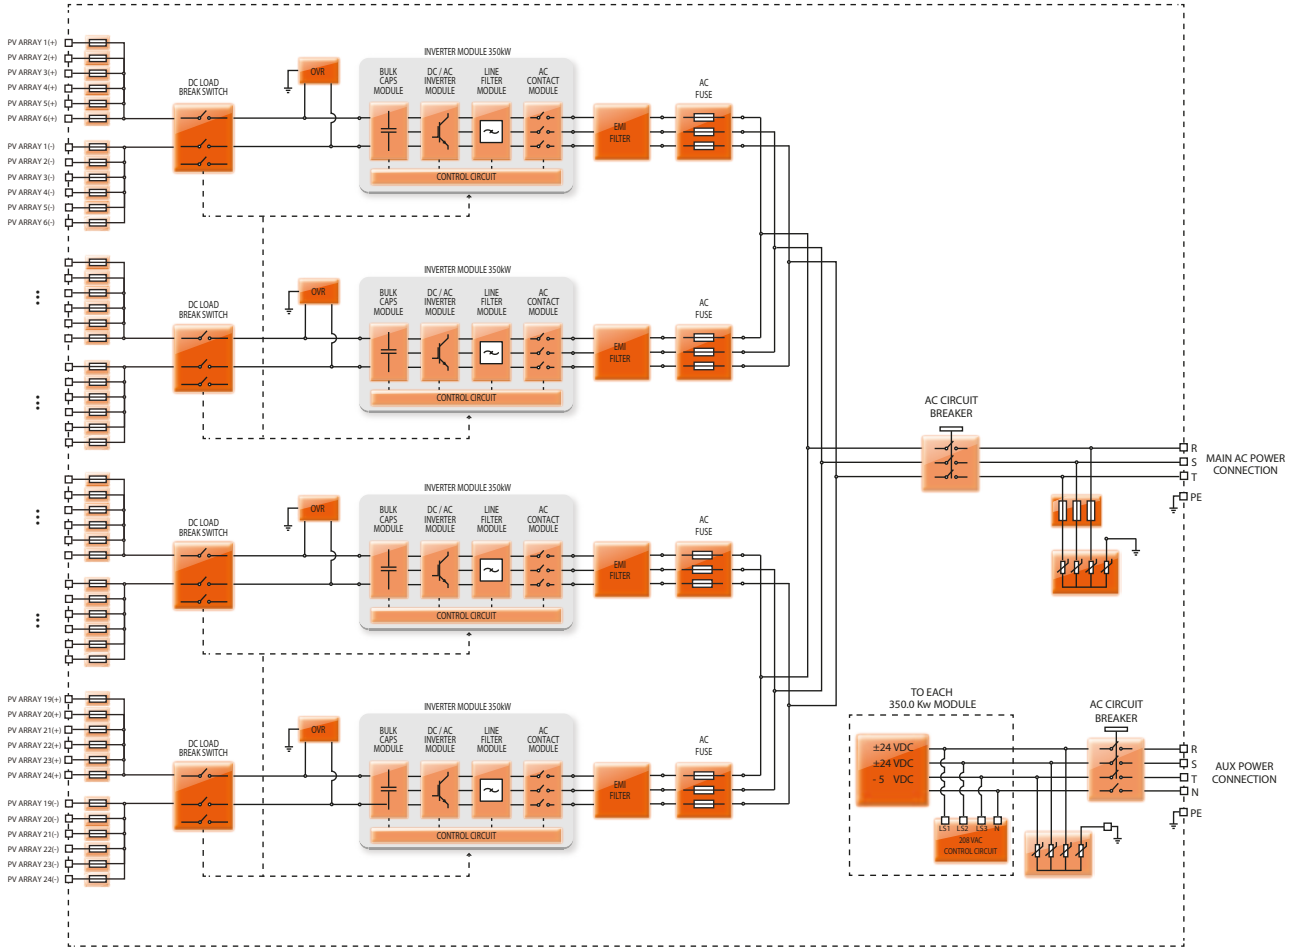 PV ARRAY 1(+)
PV ARRAY 2(+)
PV ARRAY 3(+)
PV ARRAY 4(+)
PV ARRAY 5(+)
PV ARRAY 6(+)
PV ARRAY 1(-)
PV ARRAY 2(-)
PV ARRAY 3(-)
PV ARRAY 4(-)
PV ARRAY 5(-)
PV ARRAY 6(-)
DC LOAD
BREAK SWITCH
OVR
INVERTER MODULE 350kW
BULK
CAPS
MODULE
DC / AC
INVERTER
MODULE
LINE
FILTER
MODULE
AC
CONTACT
MODULE
CONTROL CIRCUIT
EMI
FILTER
AC
FUSE
DC LOAD
BREAK SWITCH
OVR
INVERTER MODULE 350kW
BULK
CAPS
MODULE
DC / AC
INVERTER
MODULE
LINE
FILTER
MODULE
AC
CONTACT
MODULE
CONTROL CIRCUIT
EMI
FILTER
AC
FUSE
DC LOAD
BREAK SWITCH
OVR
INVERTER MODULE 350kW
BULK
CAPS
MODULE
DC / AC
INVERTER
MODULE
LINE
FILTER
MODULE
AC
CONTACT
MODULE
CONTROL CIRCUIT
EMI
FILTER
AC
FUSE
PV ARRAY 19(+)
PV ARRAY 20(+)
PV ARRAY 21(+)
PV ARRAY 22(+)
PV ARRAY 23(+)
PV ARRAY 24(+)
PV ARRAY 19(-)
PV ARRAY 20(-)
PV ARRAY 21(-)
PV ARRAY 22(-)
PV ARRAY 23(-)
PV ARRAY 24(-)
DC LOAD
BREAK SWITCH
OVR
INVERTER MODULE 350kW
BULK
CAPS
MODULE
DC / AC
INVERTER
MODULE
LINE
FILTER
MODULE
AC
CONTACT
MODULE
CONTROL CIRCUIT
EMI
FILTER
AC
FUSE
AC CIRCUIT
BREAKER
R
S
T
PE
MAIN AC POWER
CONNECTION
TO EACH
350.0 Kw MODULE
±24 VDC
±24 VDC
- 5 VDC
LS1 LS2 LS3 N
208 VAC
CONTROL CIRCUIT
AC CIRCUIT
BREAKER
R
S
T
N
PE
AUX POWER
CONNECTION